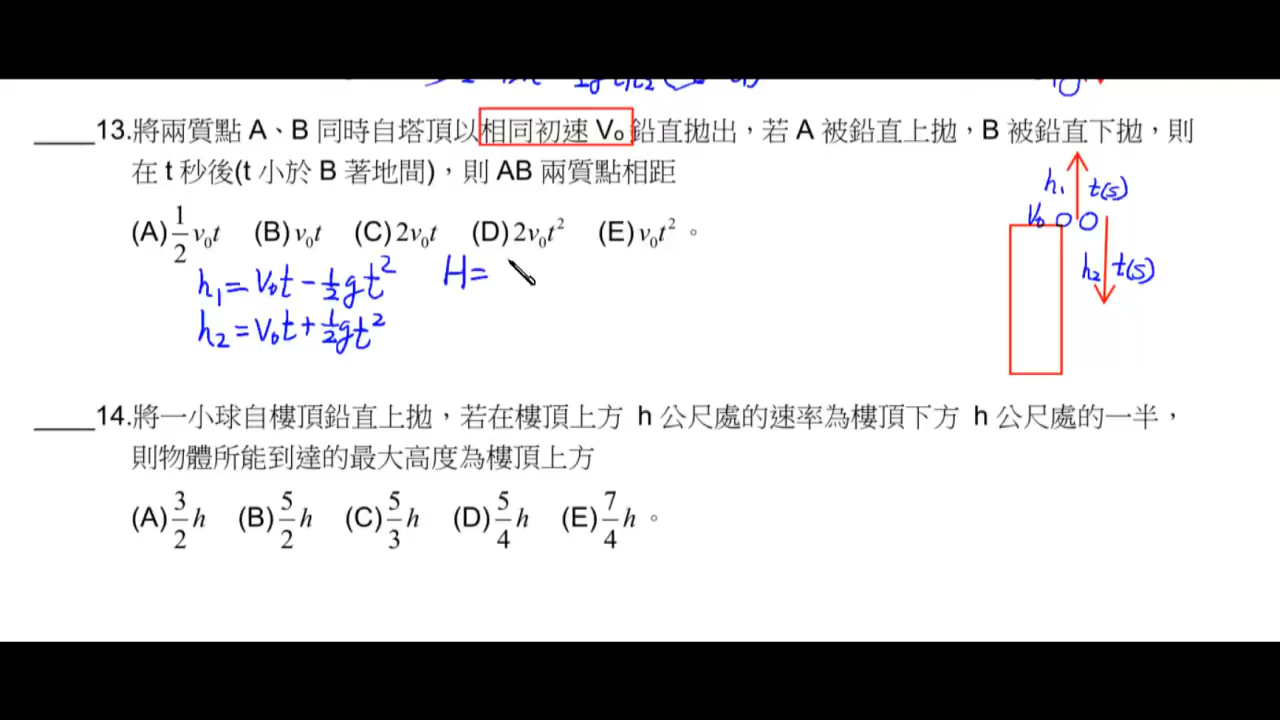 13.將兩質點 A、B 同時自塔頂以相同初速 V₀ 鉛直拋出，若 A 被鉛直上拋，B 被鉛直下拋，則
在 t 秒後(t 小於 B 著地間)，則 AB 兩質點相距
(A) 1/2 v₀t (B) v₀t (C) 2v₀t (D) 2v₀t² (E) v₀t² 。
h₁ t(s)
V₀
h₂ t(s)
h₁ = V₀t − 1/2 gt² H=
h₂ = V₀t + 1/2 gt²
14.將一小球自樓頂鉛直上拋，若在樓頂上方 h 公尺處的速率為樓頂下方 h 公尺處的一半，
則物體所能到達的最大高度為樓頂上方
(A) 3/2 h (B) 5/2 h (C) 5/3 h (D) 5/4 h (E) 7/4 h 。